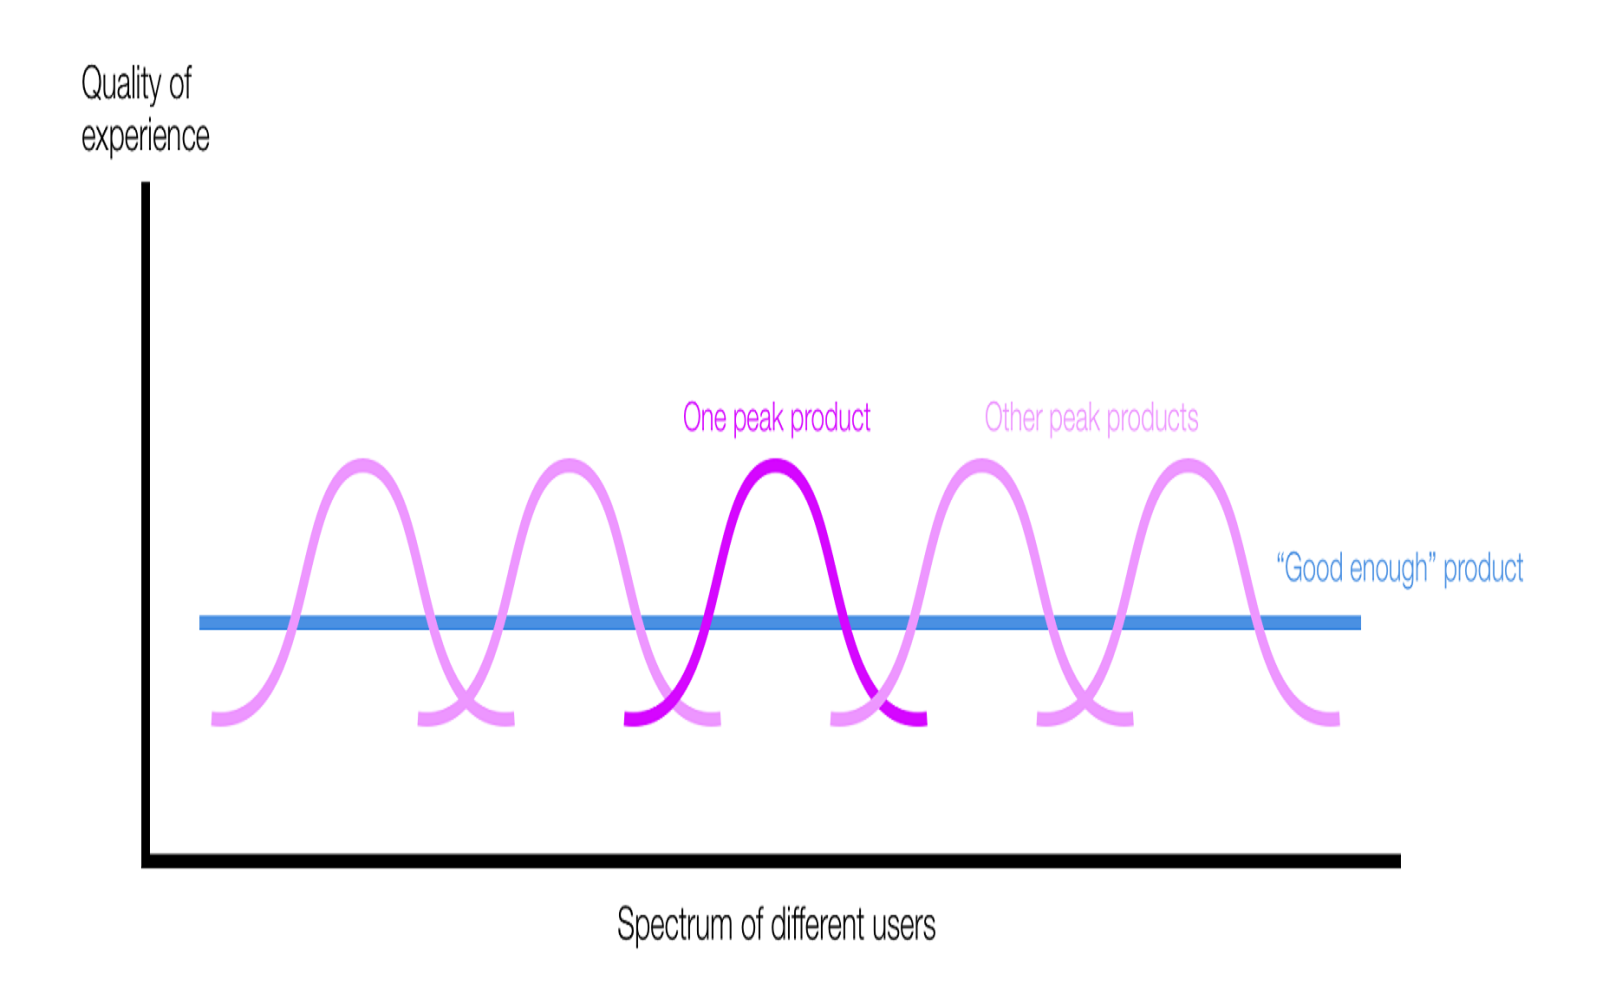 Quality of
experience
One peak product
Other peak products
“Good enough” product
Spectrum of different users